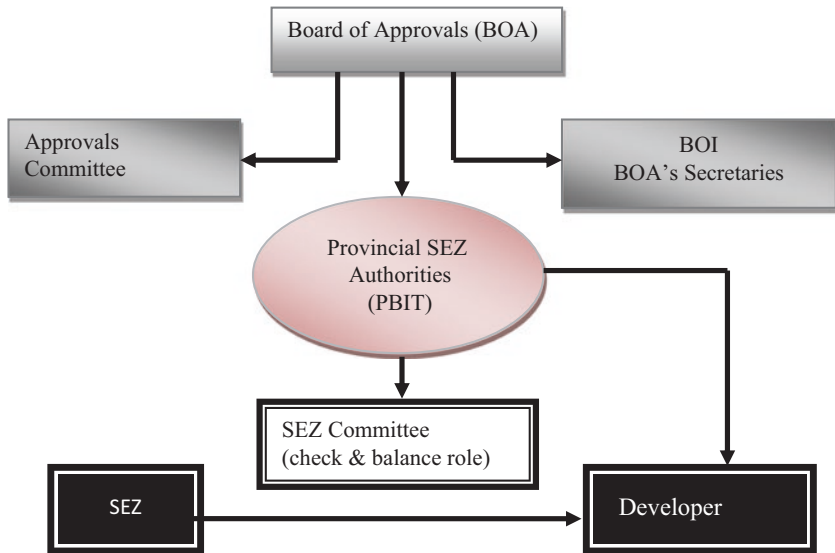 Board of Approvals (BOA)
Approvals
Committee
BOI
BOA's Secretaries
Provincial SEZ
Authorities
(PBIT)
SEZ Committee
(check & balance role)
SEZ
Developer